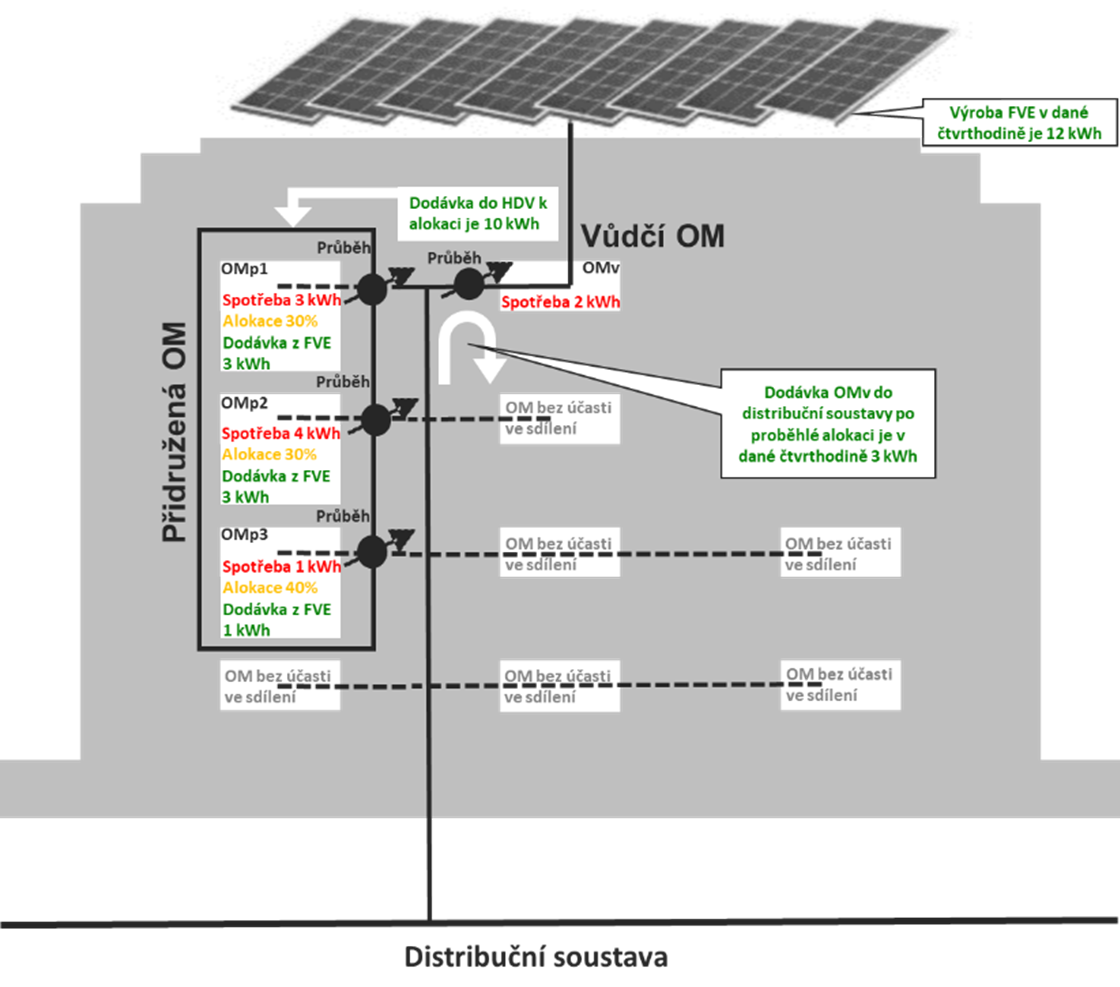 Výroba FVE v dané
čtvrthodině je 12 kWh
Dodávka do HDV k
alokaci je 10 kWh
Vůdčí OM
Průběh
Průběh
OMp1
OMv
Spotřeba 3 kWh
Spotřeba 2 kWh
Alokace 30%
Dodávka z FVE
3 kWh
Přidružená OM
Průběh
Dodávka OMv do
distribuční soustavy po
proběhlé alokaci je v
dané čtvrthodině 3 kWh
OMp2
OM bez účasti
ve sdílení
Spotřeba 4 kWh
Alokace 30%
Dodávka z FVE
3 kWh
Průběh
OMp3
OM bez účasti
ve sdílení
OM bez účasti
ve sdílení
Spotřeba 1 kWh
Alokace 40%
Dodávka z FVE
1 kWh
OM bez účasti
ve sdílení
OM bez účasti
ve sdílení
OM bez účasti
ve sdílení
Distribuční soustava